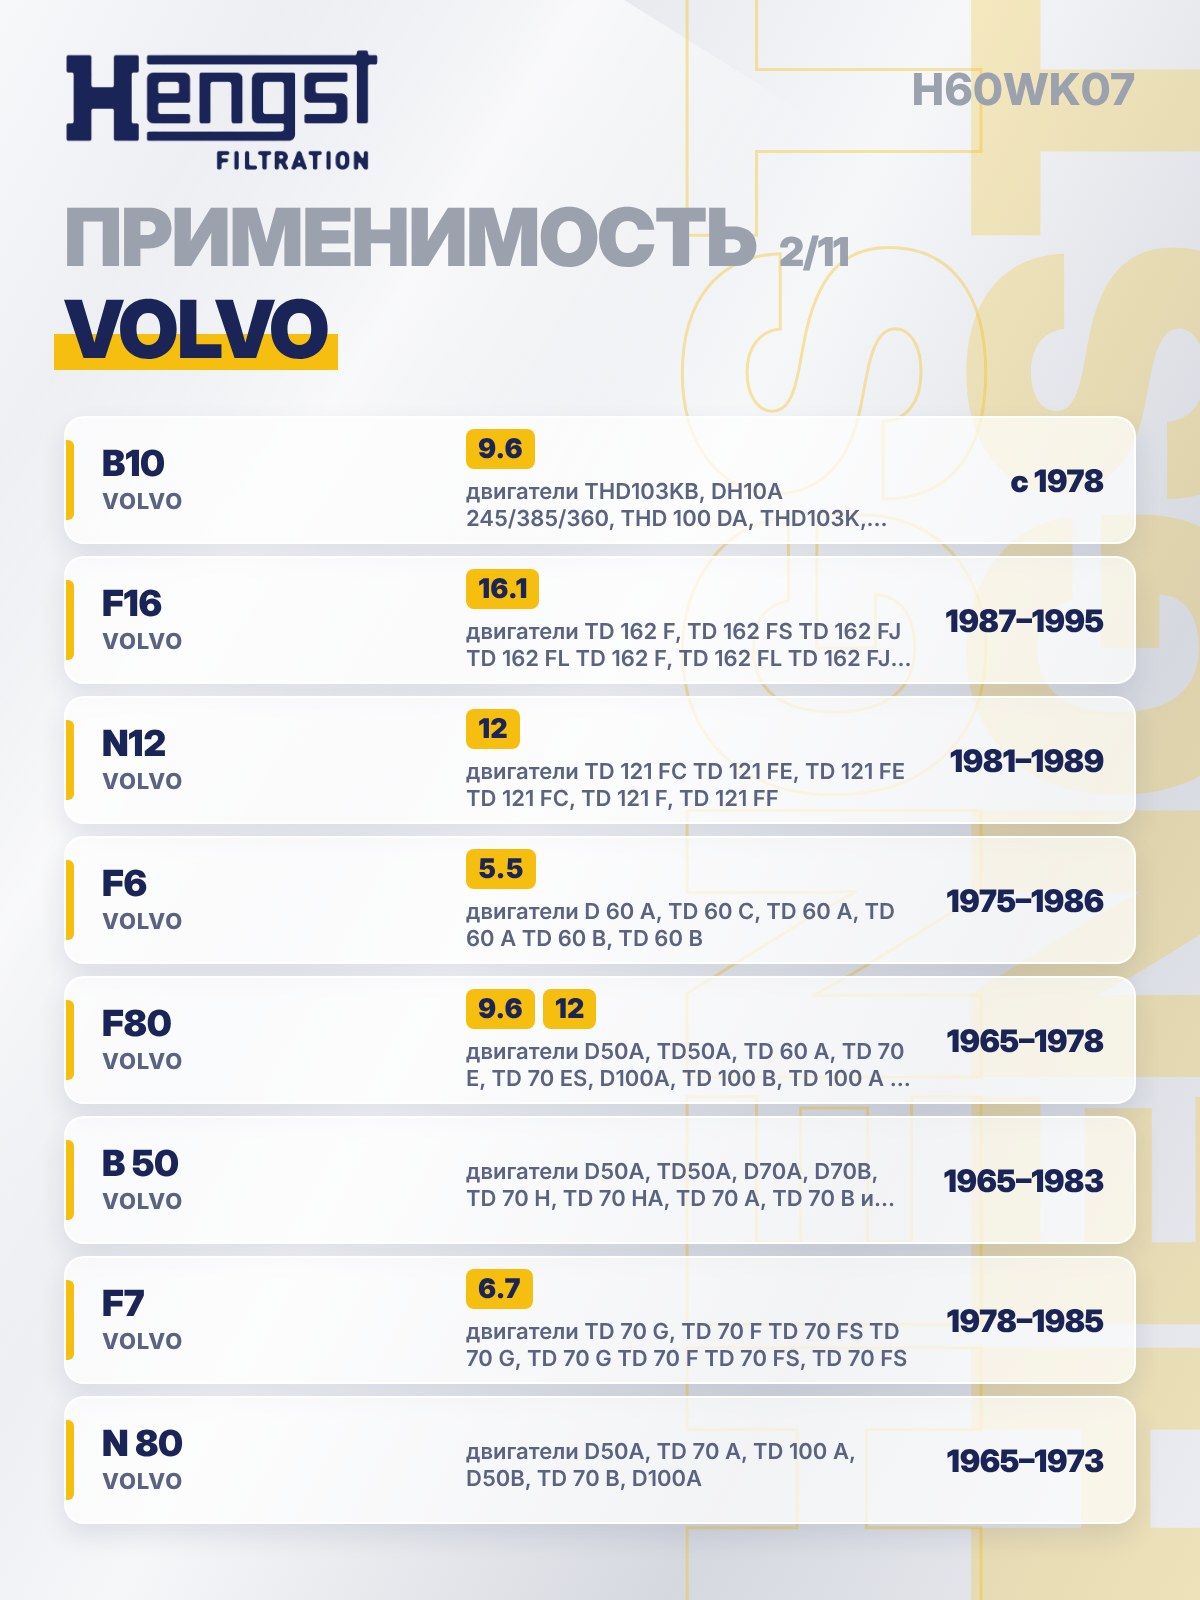 Hengst
FILTRATION
H60WK07
ПРИМЕНИМОСТЬ 2/11
VOLVO
B10
VOLVO
9.6
двигатели THD103KB, DH10A
245/385/360, THD 100 DA, THD103K,...
с 1978
F16
VOLVO
16.1
двигатели TD 162 F, TD 162 FS TD 162 FJ
TD 162 FL TD 162 F, TD 162 FL TD 162 FJ...
1987–1995
N12
VOLVO
12
двигатели TD 121 FC TD 121 FE, TD 121 FE
TD 121 FC, TD 121 F, TD 121 FF
1981–1989
F6
VOLVO
5.5
двигатели D 60 A, TD 60 C, TD 60 A, TD
60 A TD 60 B, TD 60 B
1975–1986
F80
VOLVO
9.6 12
двигатели D50A, TD50A, TD 60 A, TD 70
E, TD 70 ES, D100A, TD 100 B, TD 100 A ...
1965–1978
B 50
VOLVO
двигатели D50A, TD50A, D70A, D70B,
TD 70 H, TD 70 HA, TD 70 A, TD 70 B и...
1965–1983
F7
VOLVO
6.7
двигатели TD 70 G, TD 70 F TD 70 FS TD
70 G, TD 70 G TD 70 F TD 70 FS, TD 70 FS
1978–1985
N 80
VOLVO
двигатели D50A, TD 70 A, TD 100 A,
D50B, TD 70 B, D100A
1965–1973
HENGST
HENGST